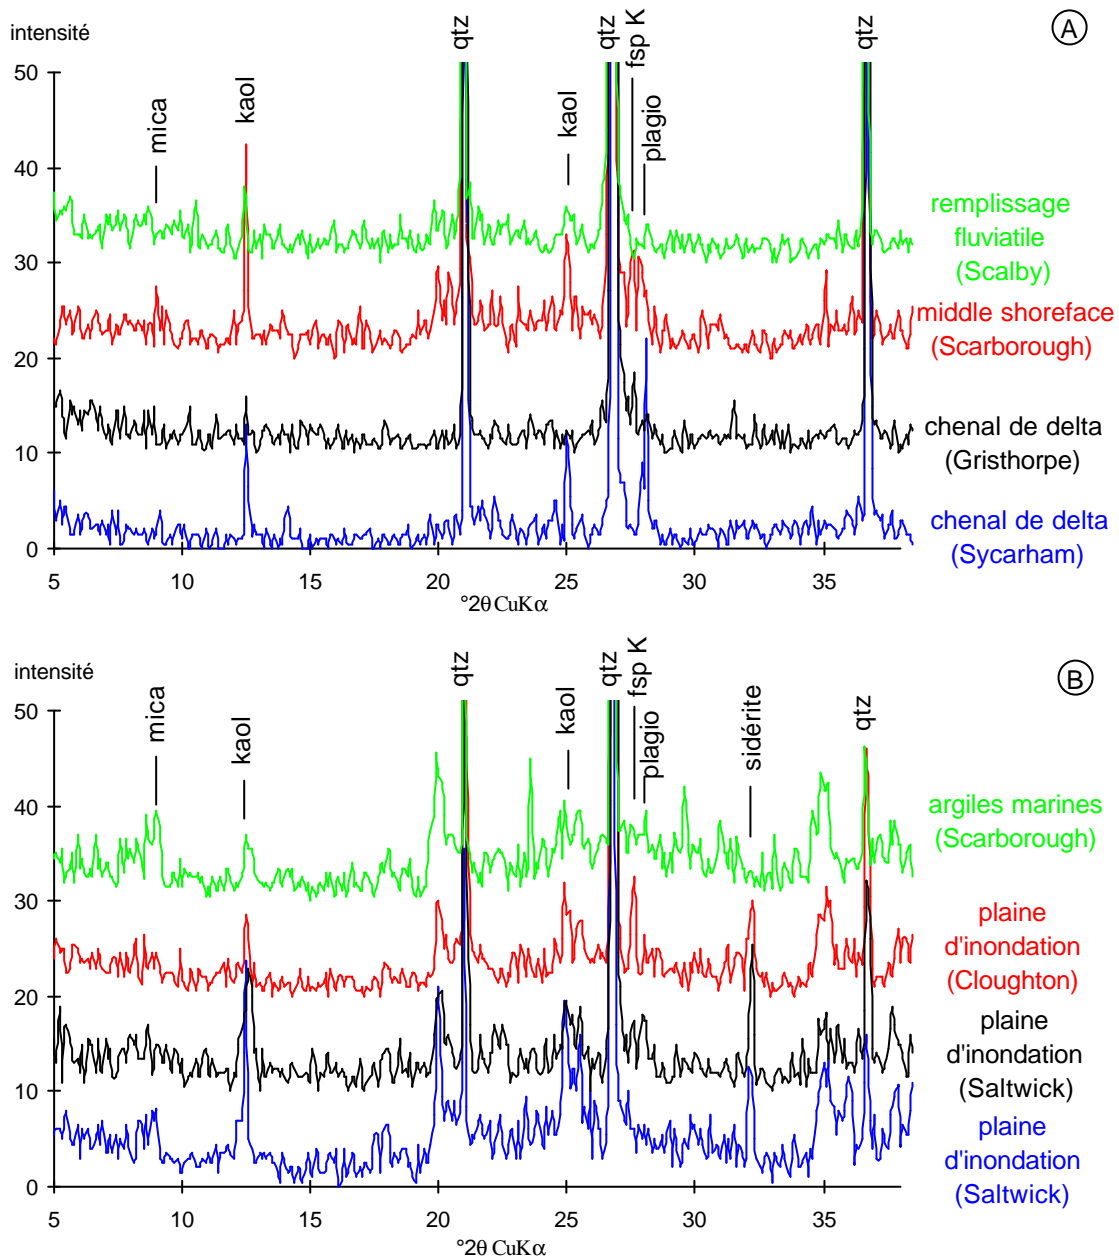 intensité
A
qtz
qtz
fsp K
qtz
mica
kaol
kaol
plagio
50
40
30
20
10
0
remplissage
fluviatile
(Scalby)
middle shoreface
(Scarborough)
chenal de delta
(Gristhorpe)
chenal de delta
(Sycarham)
5 10 15 20 25 30 35
°2θ CuKα
intensité
B
mica
kaol
qtz
kaol
qtz
fsp K
plagio
sidérite
qtz
50
40
30
20
10
0
argiles marines
(Scarborough)
plaine
d'inondation
(Cloughton)
plaine
d'inondation
(Saltwick)
plaine
d'inondation
(Saltwick)
5 10 15 20 25 30 35
°2θ CuKα